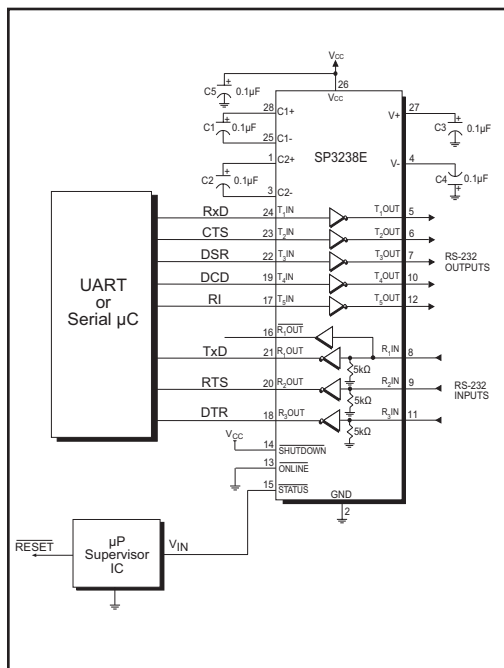 VCC
26
VCC
C5 + 0.1µF
28 C1+
C1 + 0.1µF
25 C1-
1 C2+
C2 + 0.1µF
3 C2-
SP3238E
27 V+
C3 + 0.1µF
4 V-
C4 + 0.1µF
UART
or
Serial µC
RxD 24 T1IN T1OUT 5
CTS 23 T2IN T2OUT 6
DSR 22 T3IN T3OUT 7
DCD 19 T4IN T4OUT 10
RI 17 T5IN T5OUT 12
RS-232
OUTPUTS
16 R1OUT
TxD 21 R1OUT R1IN 8
5kΩ
RTS 20 R2OUT R2IN 9
5kΩ
DTR 18 R3OUT R3IN 11
5kΩ
RS-232
INPUTS
VCC
14 SHUTDOWN
13 ONLINE
15 STATUS
GND
2
RESET
µP
Supervisor
IC
VIN